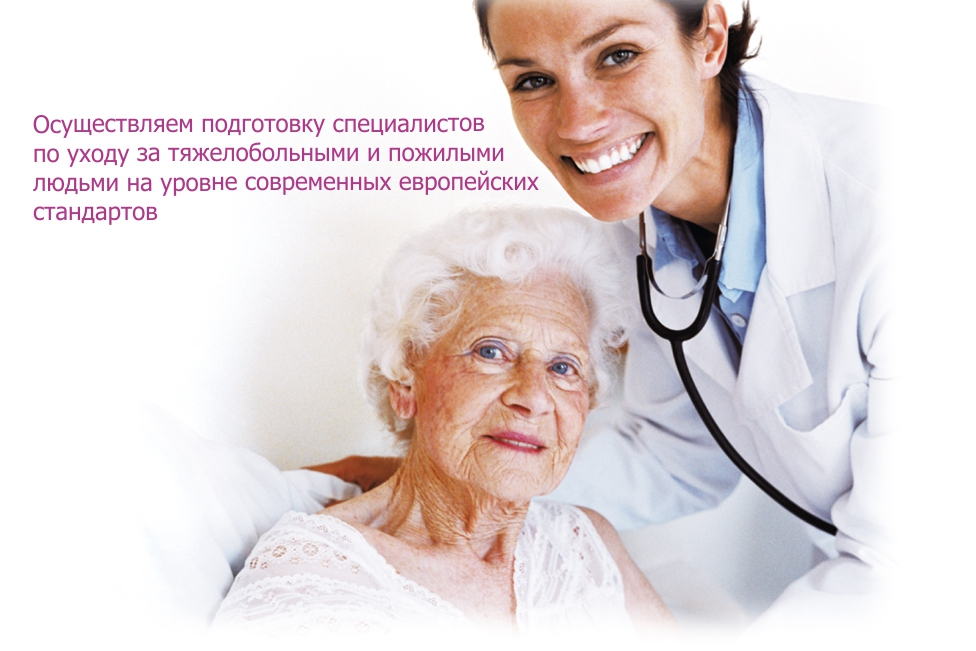 Осуществляем подготовку специалистов
по уходу за тяжелобольными и пожилыми
людьми на уровне современных европейских
стандартов